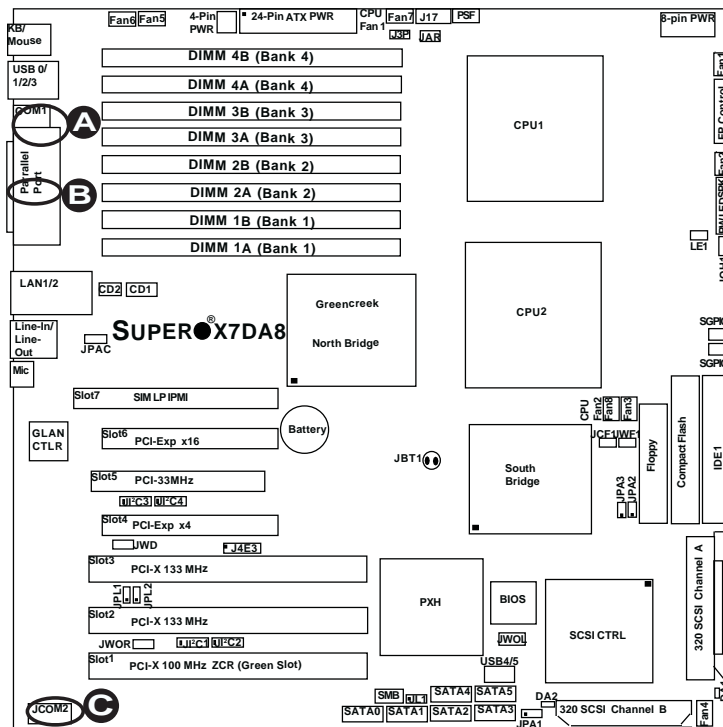 Fan6 Fan5
4-Pin PWR
24-Pin ATX PWR
CPU Fan 1
Fan7
J17
PSF
J3P
JAR
8-pin PWR
KB/ Mouse
USB 0/ 1/2/3
COM1
A
Parrallel Port
B
DIMM 4B (Bank 4)
DIMM 4A (Bank 4)
DIMM 3B (Bank 3)
DIMM 3A (Bank 3)
DIMM 2B (Bank 2)
DIMM 2A (Bank 2)
DIMM 1B (Bank 1)
DIMM 1A (Bank 1)
CPU1
Fan1
FP Control
LE1
LAN1/2
CD2 CD1
Greencreek
North Bridge
CPU2
SUPER®X7DA8
JPAC
Line-In/ Line- Out
Mic
Slot7
SIM LP IPMI
GLAN CTLR
Slot6
PCI-Exp x16
Battery
JBT1
CPU Fan2
Fan8
Fan3
JCF1 JWF1
South Bridge
Floppy
Compact Flash
IDE1
JPA3
JPA2
Slot5
PCI-33MHz
JI²C3 JI²C4
Slot4
PCI-Exp x4
JWD
J4E3
Slot3
PCI-X 133 MHz
JPL1
JPL2
Slot2
PCI-X 133 MHz
JWOR
JI²C1 JI²C2
Slot1
PCI-X 100 MHz ZCR (Green Slot)
PXH
BIOS
JWOL
USB4/5
SCSI CTRL
320 SCSI Channel A
JCOM2
C
SMB
JL1
SATA4 SATA5
SATA0 SATA1 SATA2 SATA3
DA2
JPA1
320 SCSI Channel B
Fan4